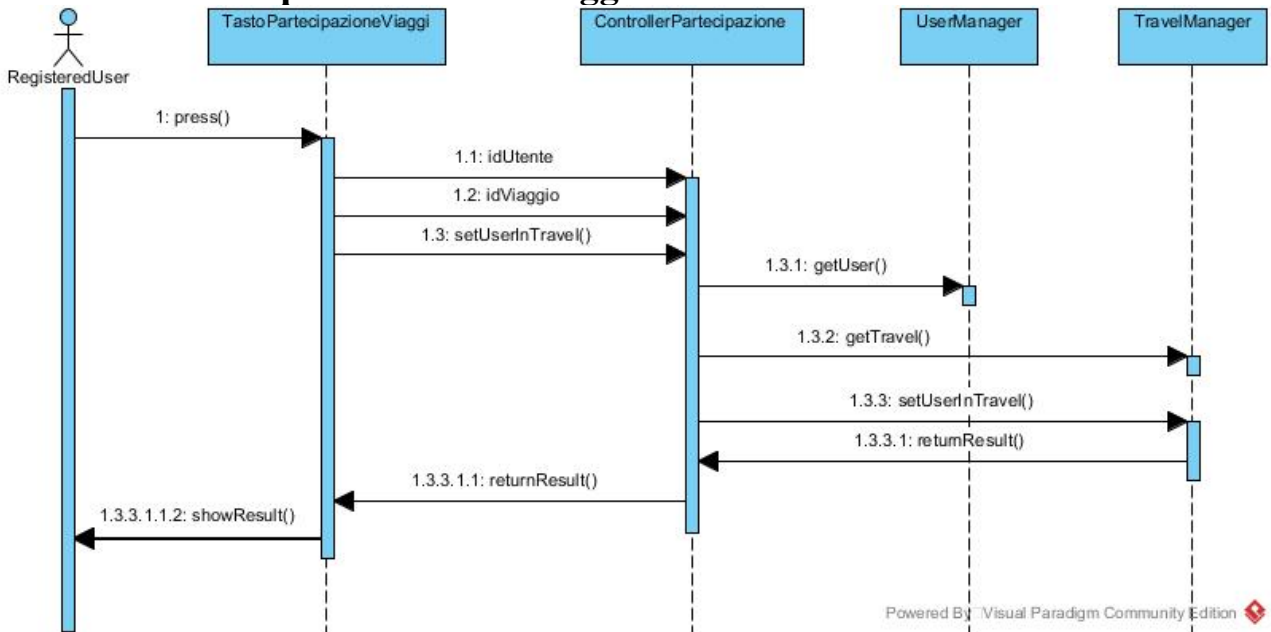 TastoPartecipazioneViaggi
ControllerPartecipazione
UserManager
TravelManager
RegisteredUser
1: press()
1.1: idUtente
1.2: idViaggio
1.3: setUserInTravel()
1.3.1: getUser()
1.3.2: getTravel()
1.3.3: setUserInTravel()
1.3.3.1: returnResult()
1.3.3.1.1: returnResult()
1.3.3.1.1.2: showResult()
Powered By Visual Paradigm Community Edition